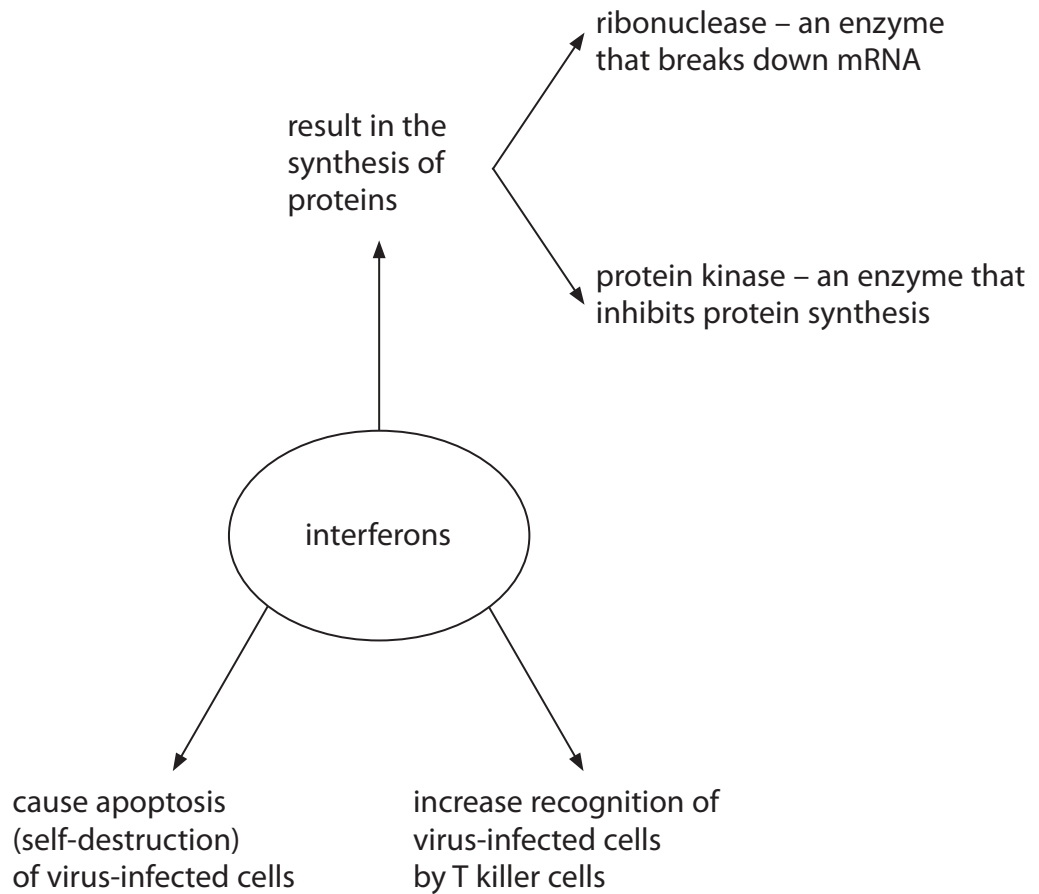 ribonuclease – an enzyme
that breaks down mRNA
result in the
synthesis of
proteins
protein kinase – an enzyme that
inhibits protein synthesis
interferons
cause apoptosis
(self-destruction)
of virus-infected cells
increase recognition of
virus-infected cells
by T killer cells